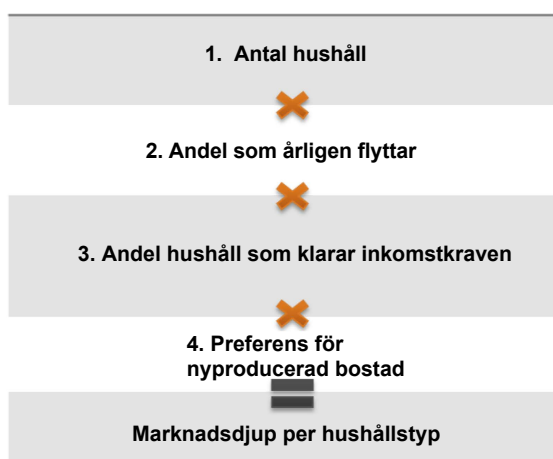 1. Antal hushåll
2. Andel som årligen flyttar
3. Andel hushåll som klarar inkomstkraven
4. Preferens för
nyproducerad bostad
Marknadsdjup per hushållstyp